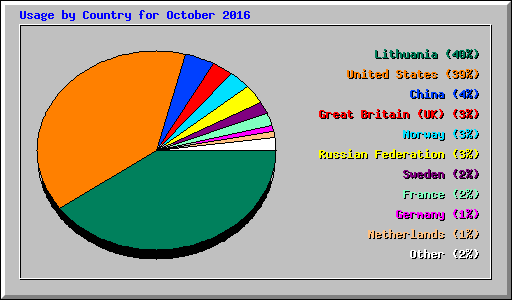 Usage by Country for October 2016
Lithuania (40%)
United States (39%)
China (4%)
Great Britain (UK) (3%)
Norway (3%)
Russian Federation (3%)
Sweden (2%)
France (2%)
Germany (1%)
Netherlands (1%)
Other (2%)